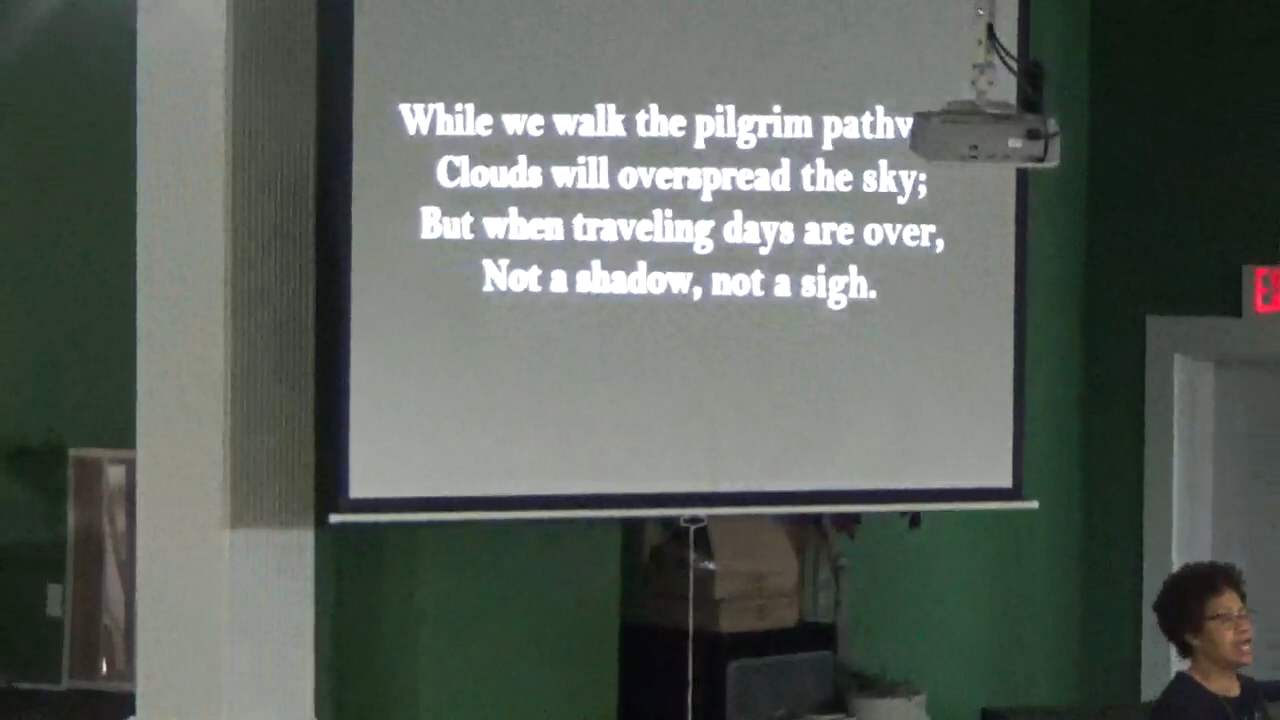 While we walk the pilgrim pathv
Clouds will overspread the sky;
But when traveling days are over,
Not a shadow, not a sigh.